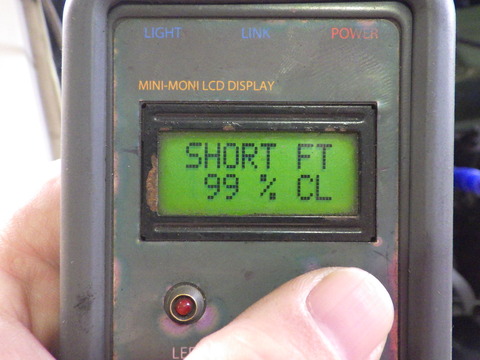 LIGHT LINK POWER
MINI-MONI LCD DISPLAY
SHORT FT
99 % CL